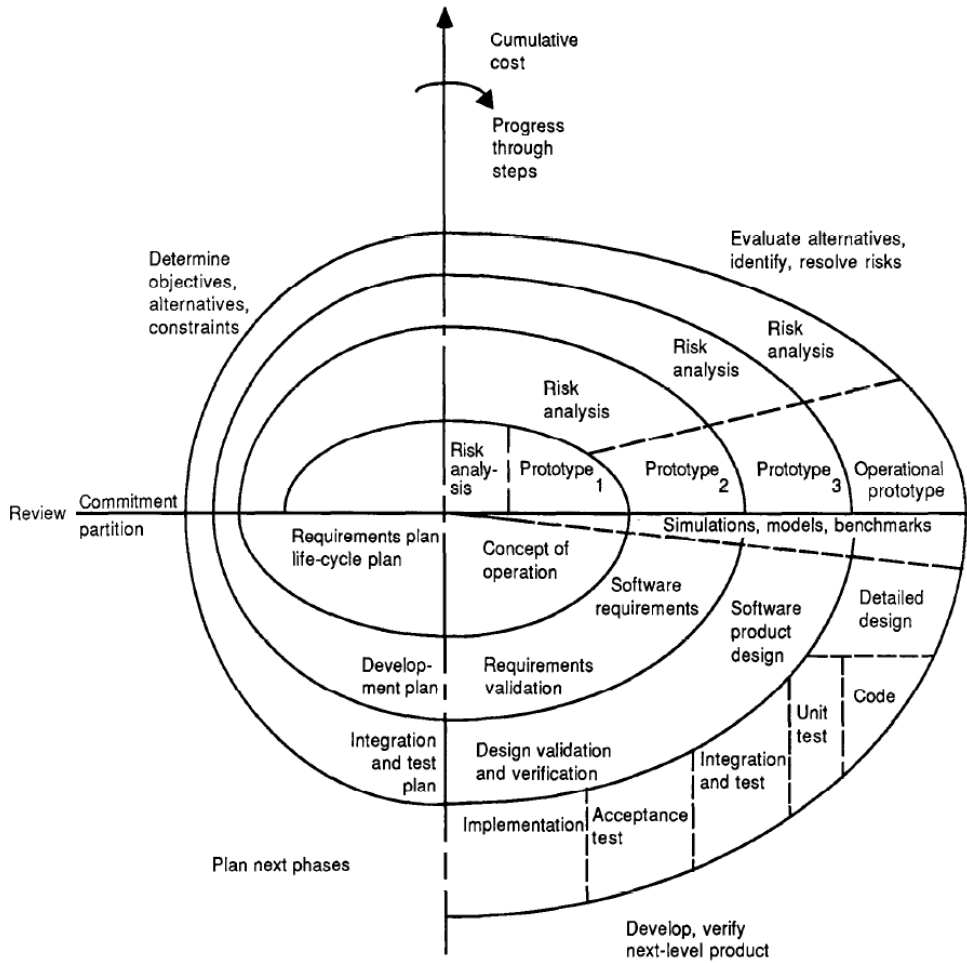 Cumulative
cost
Progress
through
steps
Evaluate alternatives,
identify, resolve risks
Determine
objectives,
alternatives,
constraints
Risk
analysis
Risk
analysis
Risk
analysis
Risk
analy-
sis
Prototype 1
Prototype 2
Prototype 3
Operational
prototype
Review
Commitment
partition
Simulations, models, benchmarks
Requirements plan
life-cycle plan
Concept of
operation
Software
requirements
Software
product
design
Detailed
design
Develop-
ment plan
Requirements
validation
Code
Unit
test
Integration
and test
plan
Design validation
and verification
Integration
and test
Acceptance
test
Implementation
Plan next phases
Develop, verify
next-level product